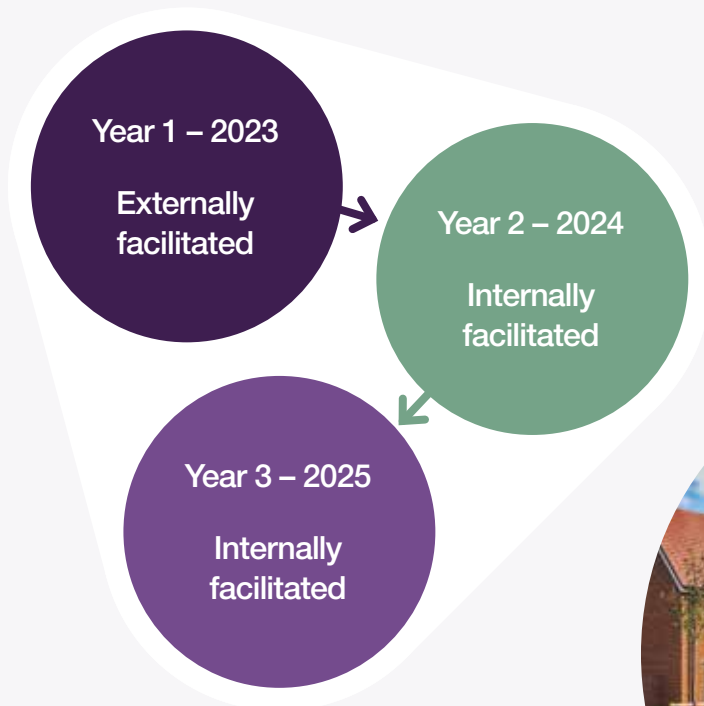 Year 1 – 2023
Externally
facilitated
Year 2 – 2024
Internally
facilitated
Year 3 – 2025
Internally
facilitated